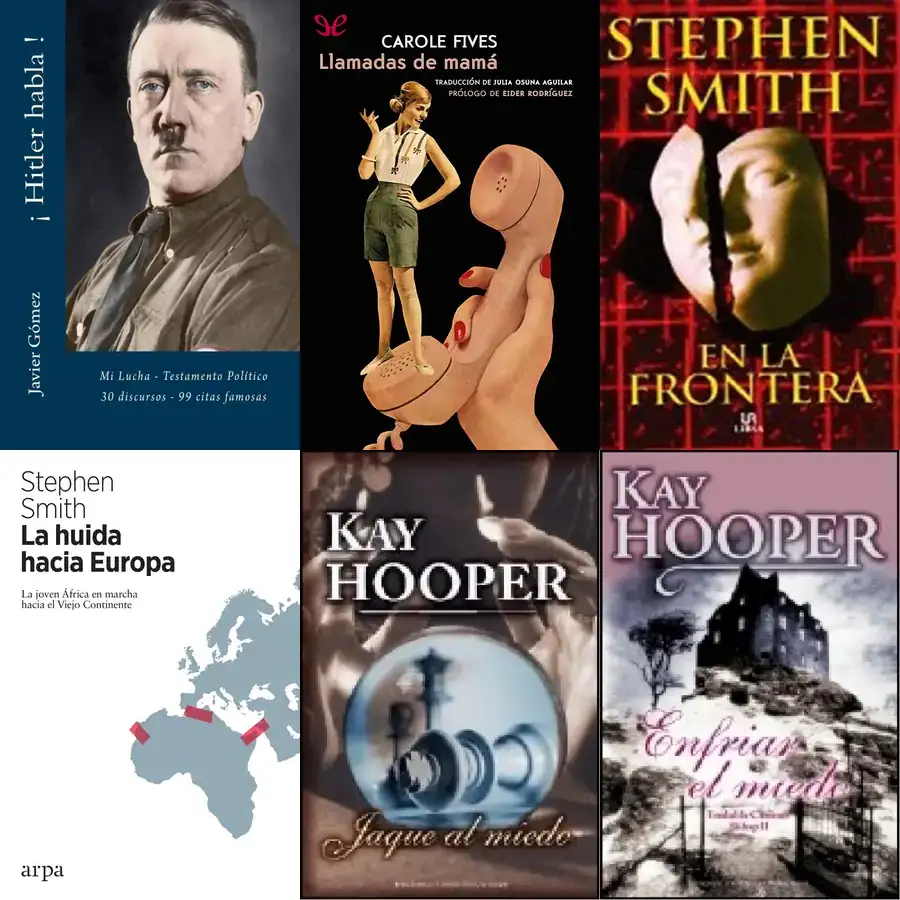 ¡ Hitler habla !
Javier Gómez
Mi Lucha - Testamento Político
30 discursos - 99 citas famosas
CAROLE FIVES
Llamadas de mamá
TRADUCCIÓN DE JULIA OSUNA AGUILAR
PRÓLOGO DE EIDER RODRÍGUEZ
STEPHEN
SMITH
EN LA
FRONTERA
LIBSA
Stephen
Smith
La huida
hacia Europa
La joven África en marcha
hacia el Viejo Continente
arpa
KAY
HOOPER
Jaque al miedo
KAY
HOOPER
Enfriar
el miedo